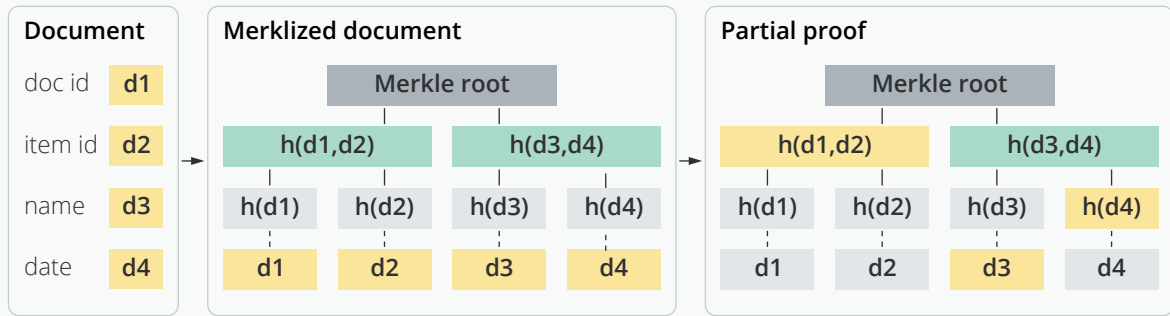 Document
doc id d1
item id d2
name d3
date d4
Merklized document
Merkle root
h(d1,d2) h(d3,d4)
h(d1) h(d2) h(d3) h(d4)
d1 d2 d3 d4
Partial proof
Merkle root
h(d1,d2) h(d3,d4)
h(d1) h(d2) h(d3) h(d4)
d1 d2 d3 d4